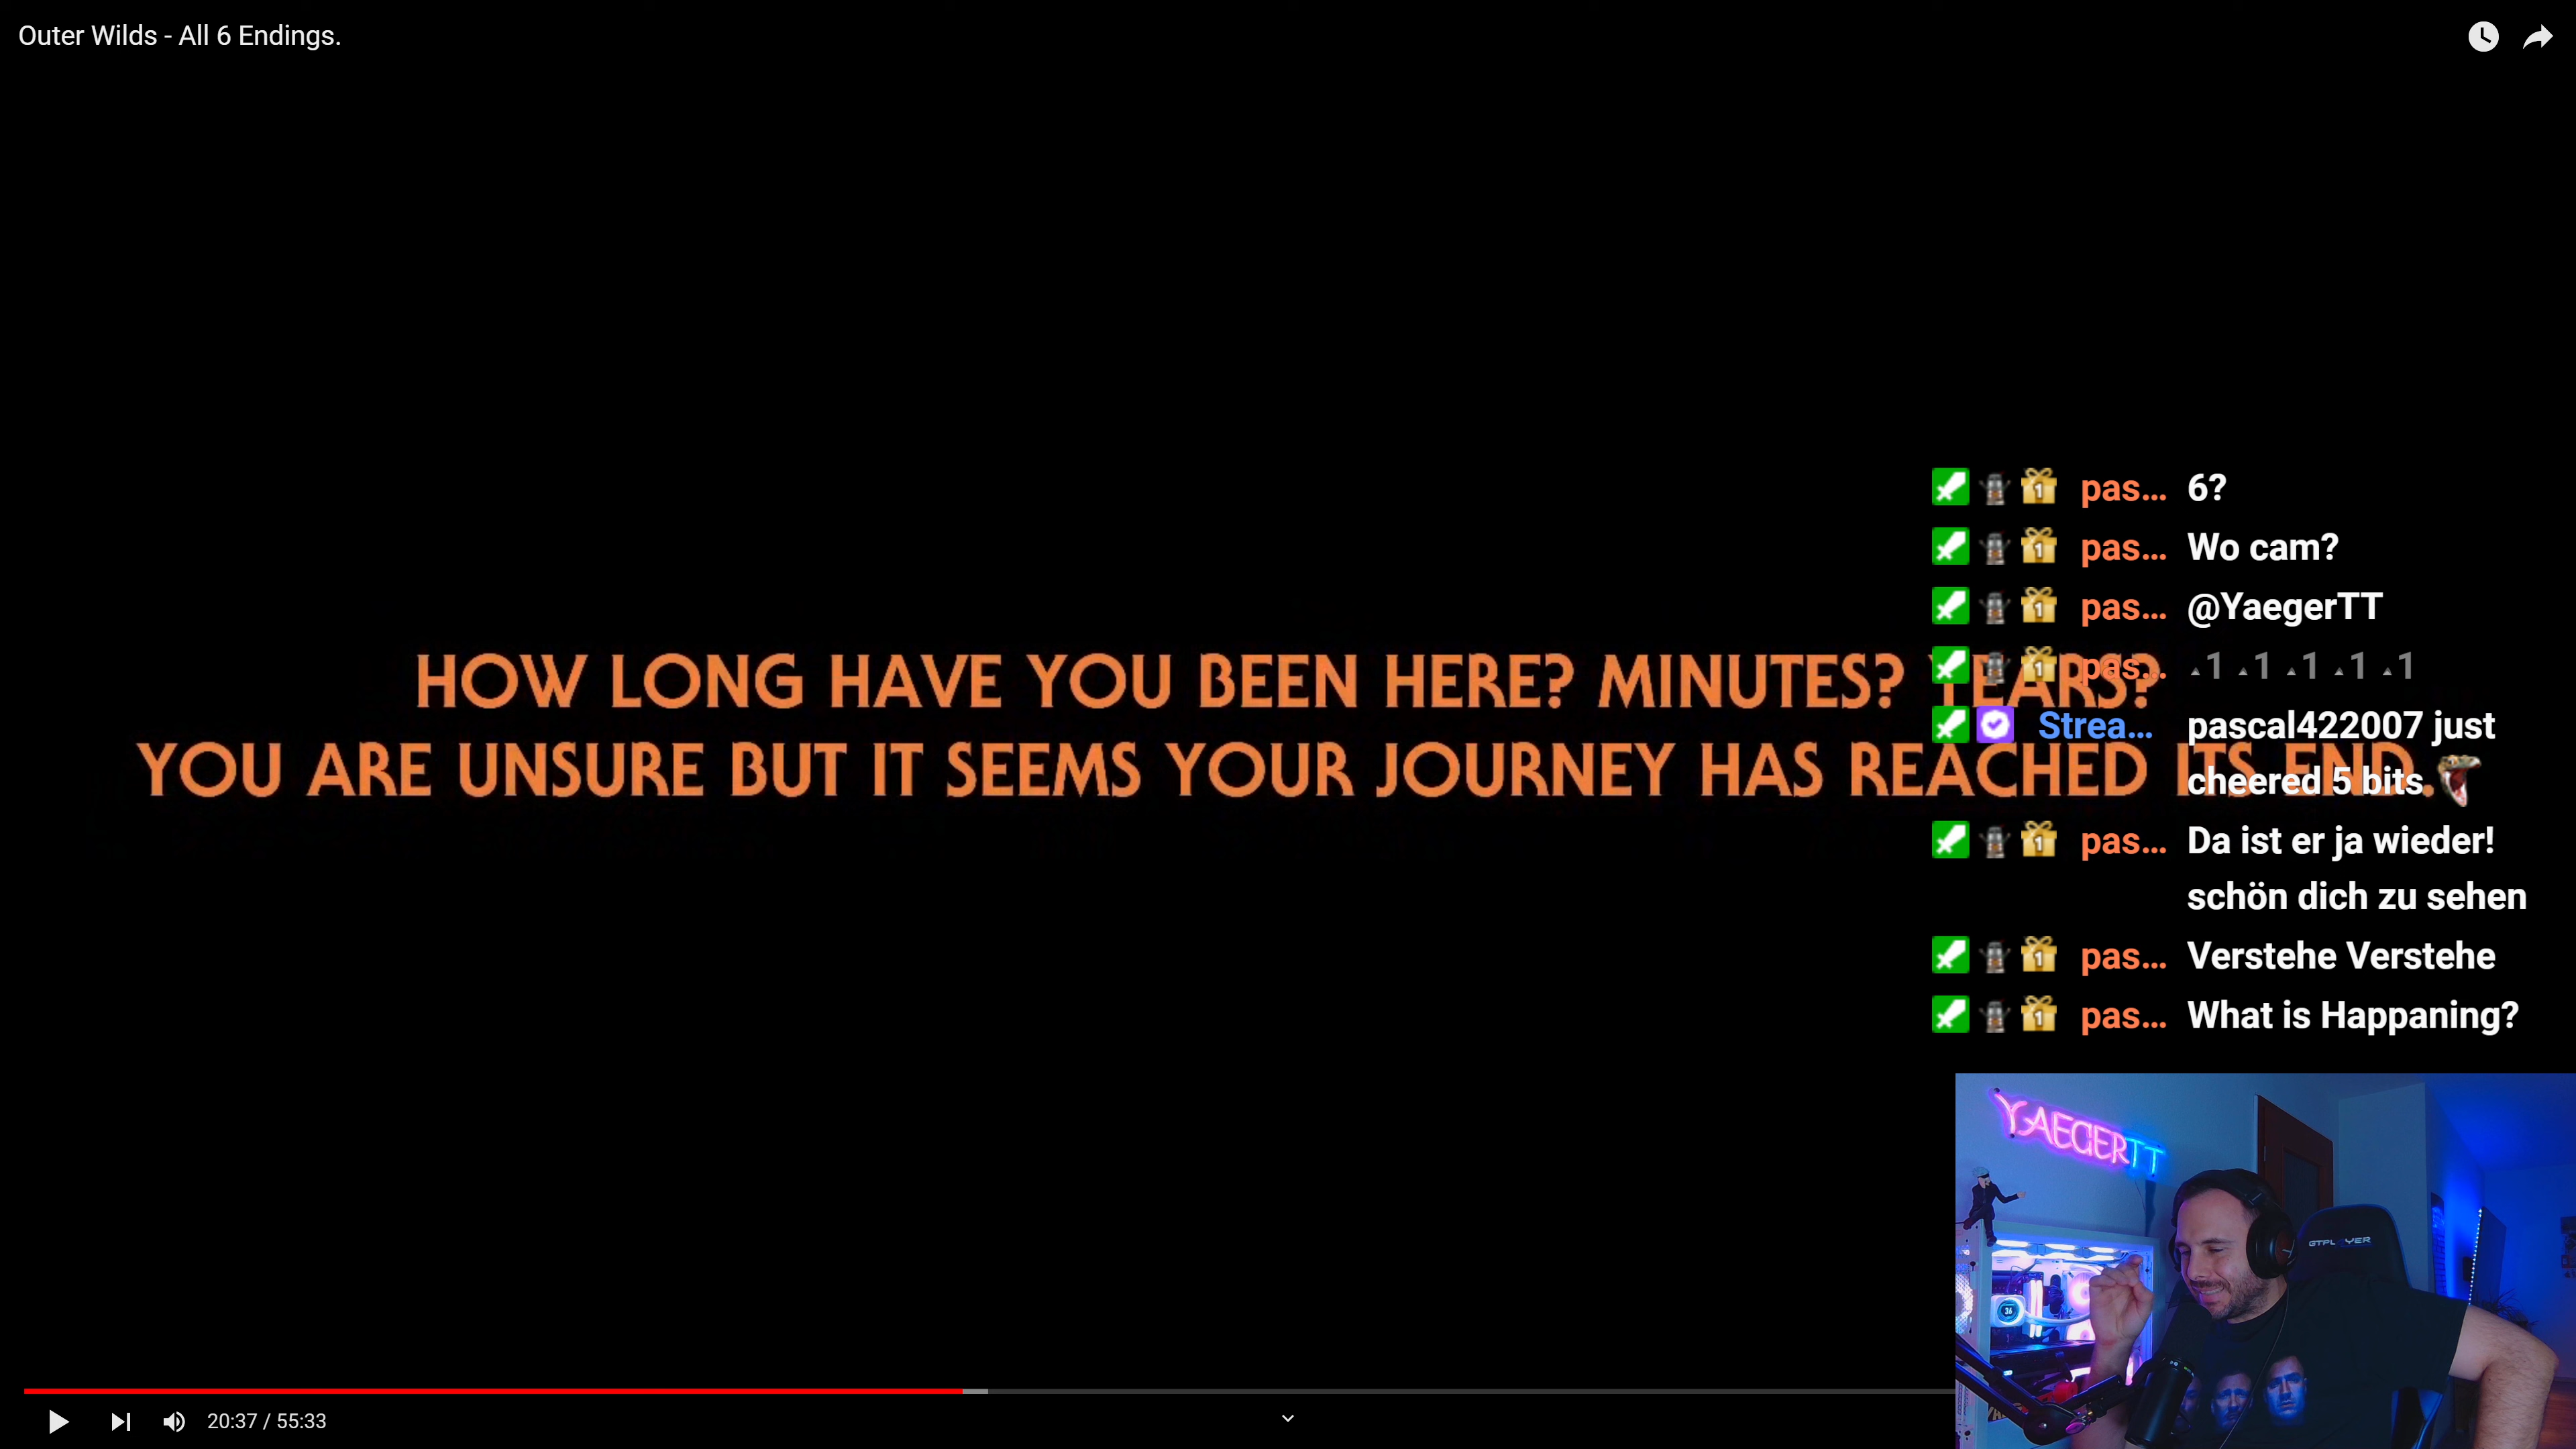 Outer Wilds - All 6 Endings.
pas... 6?
pas... Wo cam?
pas... @YaegerTT
HOW LONG HAVE YOU BEEN HERE? MINUTES? YEARS?
pas... 1 1 1 1 1
YOU ARE UNSURE BUT IT SEEMS YOUR JOURNEY HAS REACHED ITS END.
Strea... pascal422007 just
cheered 5 bits.
pas... Da ist er ja wieder!
schön dich zu sehen
pas... Verstehe Verstehe
pas... What is Happaning?
YAEGERTT
GTPLAYER
36
20:37 / 55:33